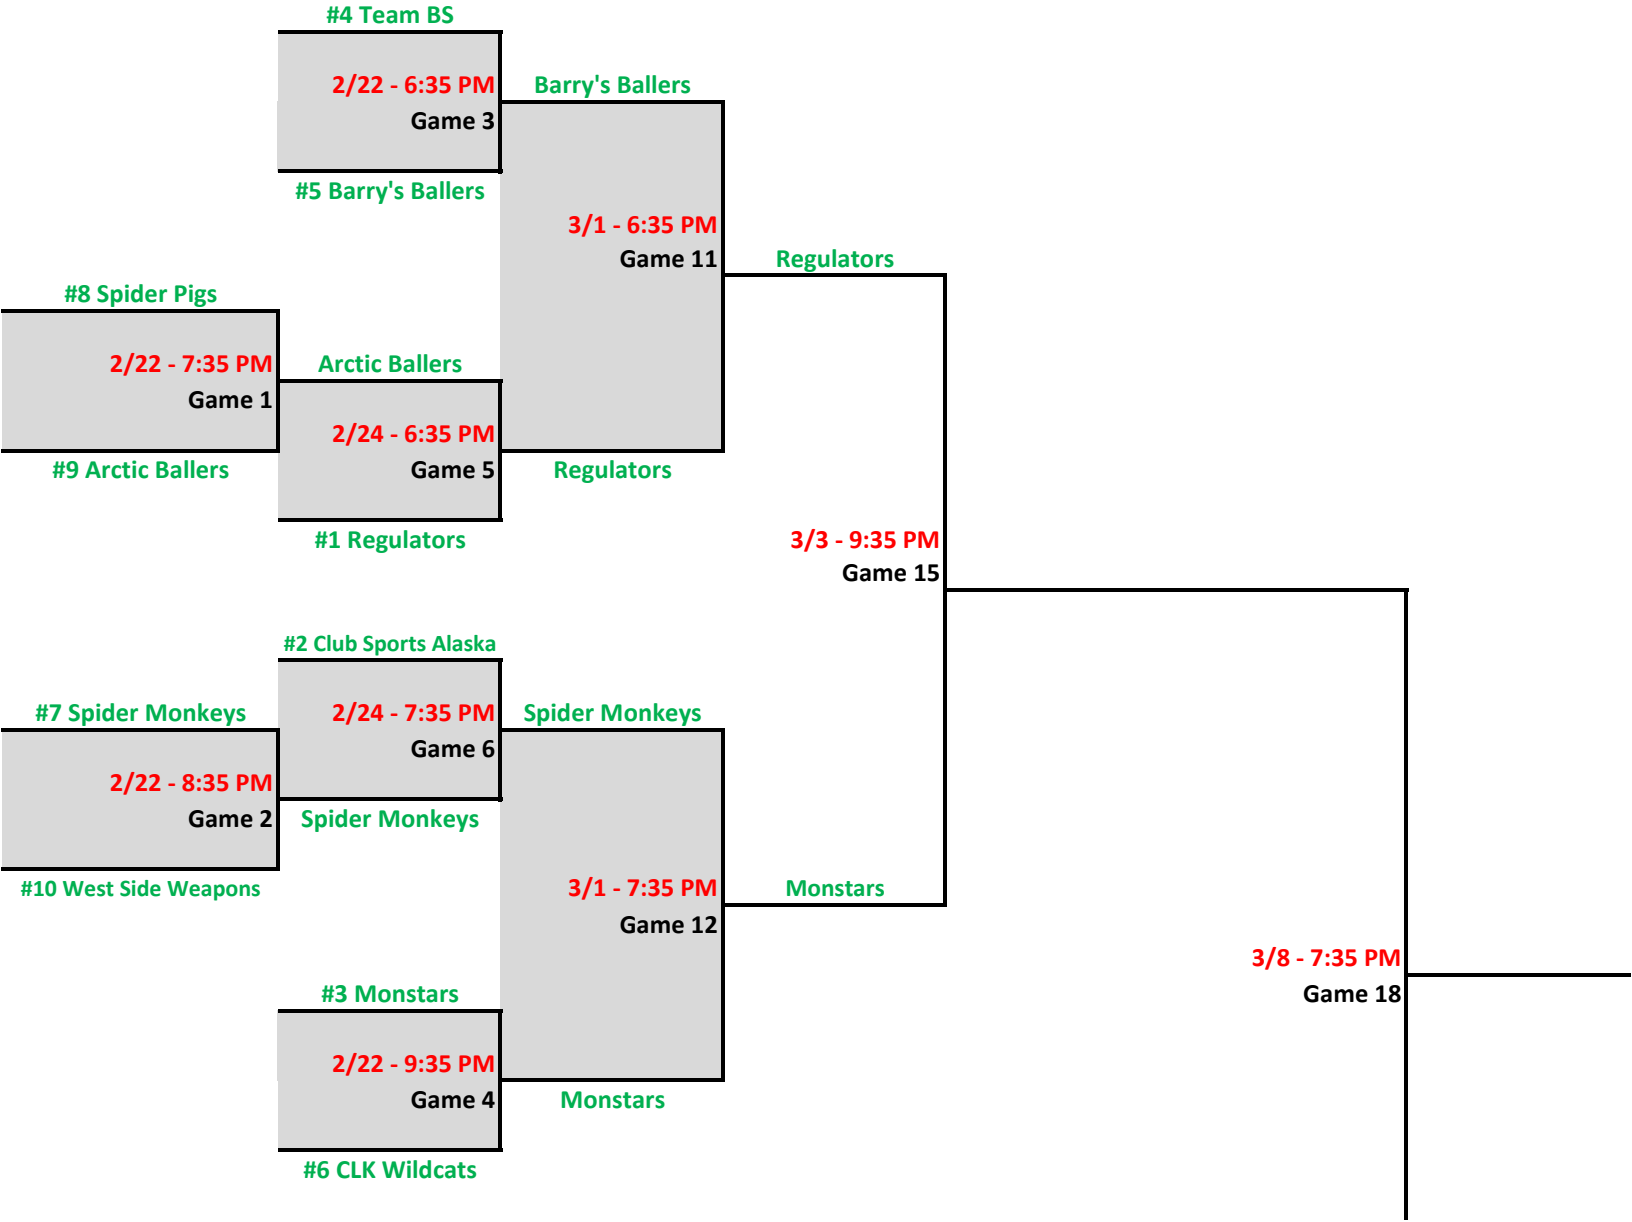 #4 Team BS
2/22 - 6:35 PM
Game 3
#5 Barry's Ballers
Barry's Ballers
3/1 - 6:35 PM
Game 11
Regulators
#8 Spider Pigs
2/22 - 7:35 PM
Game 1
#9 Arctic Ballers
Arctic Ballers
2/24 - 6:35 PM
Game 5
#1 Regulators
Regulators
3/3 - 9:35 PM
Game 15
#2 Club Sports Alaska
2/24 - 7:35 PM
Game 6
Spider Monkeys
#7 Spider Monkeys
2/22 - 8:35 PM
Game 2
#10 West Side Weapons
Spider Monkeys
3/1 - 7:35 PM
Game 12
Monstars
#3 Monstars
2/22 - 9:35 PM
Game 4
#6 CLK Wildcats
Monstars
3/8 - 7:35 PM
Game 18